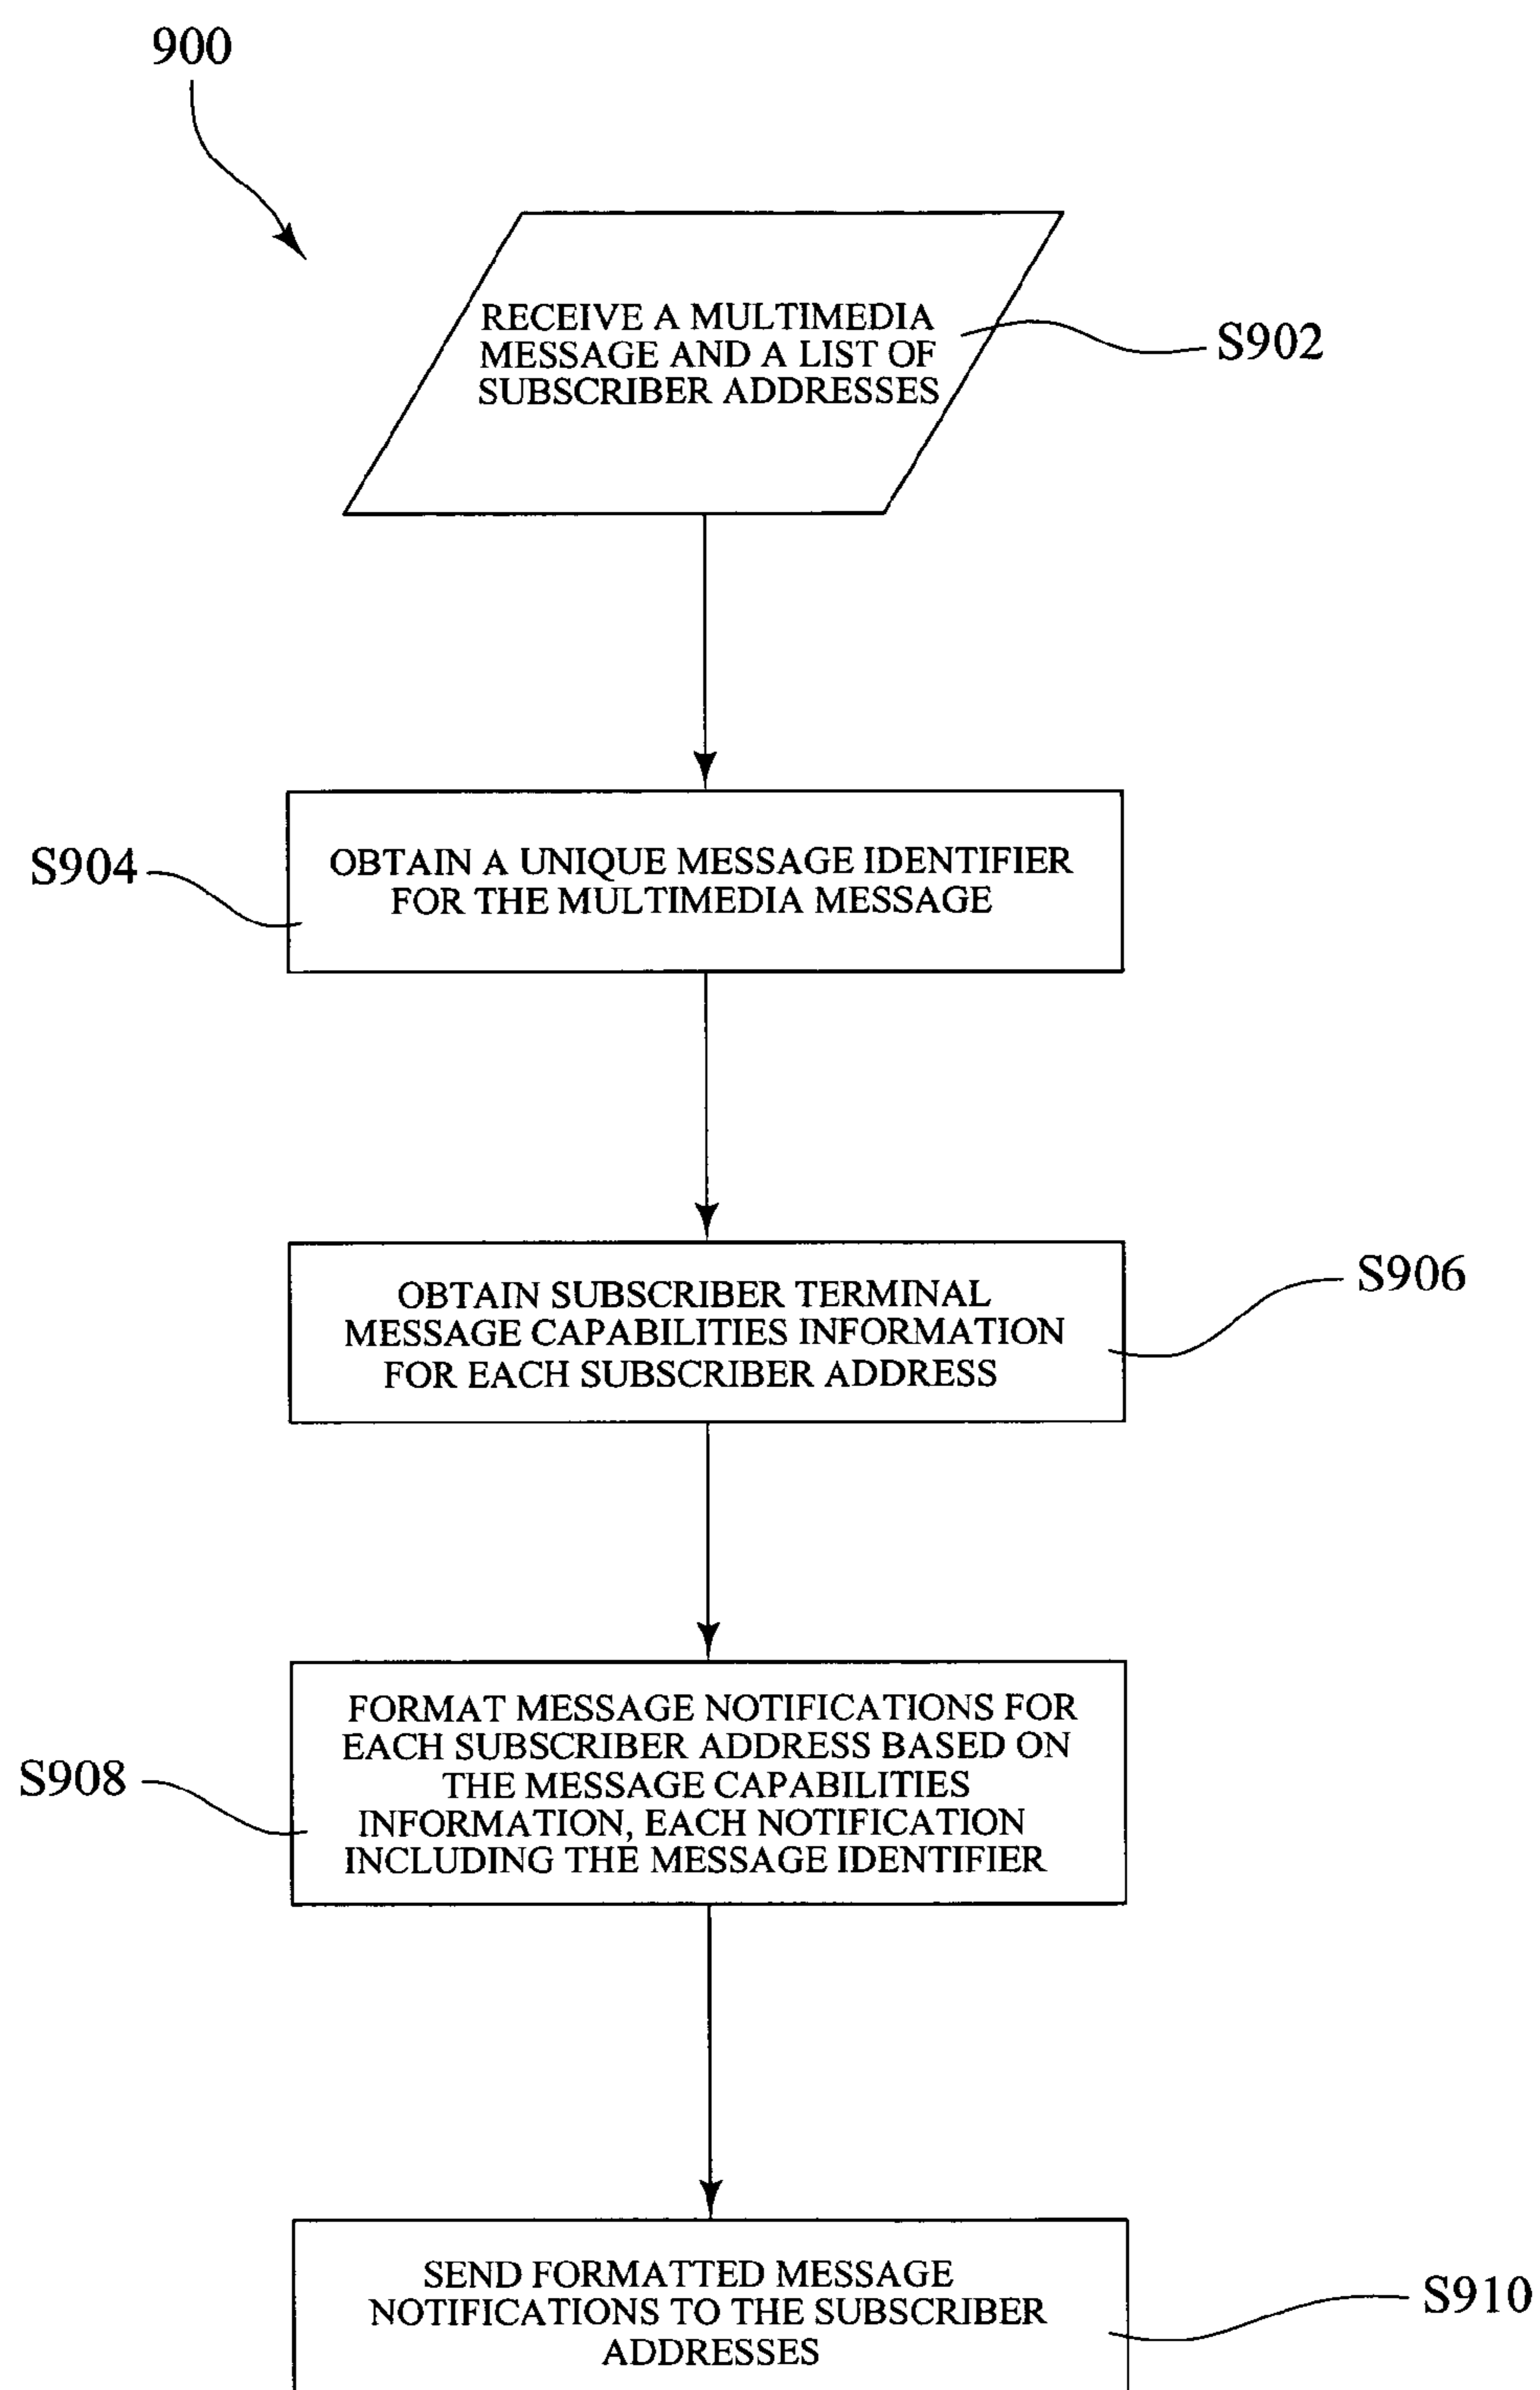 900
RECEIVE A MULTIMEDIA
MESSAGE AND A LIST OF
SUBSCRIBER ADDRESSES
S902
S904
OBTAIN A UNIQUE MESSAGE IDENTIFIER
FOR THE MULTIMEDIA MESSAGE
OBTAIN SUBSCRIBER TERMINAL
MESSAGE CAPABILITIES INFORMATION
FOR EACH SUBSCRIBER ADDRESS
S906
S908
FORMAT MESSAGE NOTIFICATIONS FOR
EACH SUBSCRIBER ADDRESS BASED ON
THE MESSAGE CAPABILITIES
INFORMATION, EACH NOTIFICATION
INCLUDING THE MESSAGE IDENTIFIER
SEND FORMATTED MESSAGE
NOTIFICATIONS TO THE SUBSCRIBER
ADDRESSES
S910